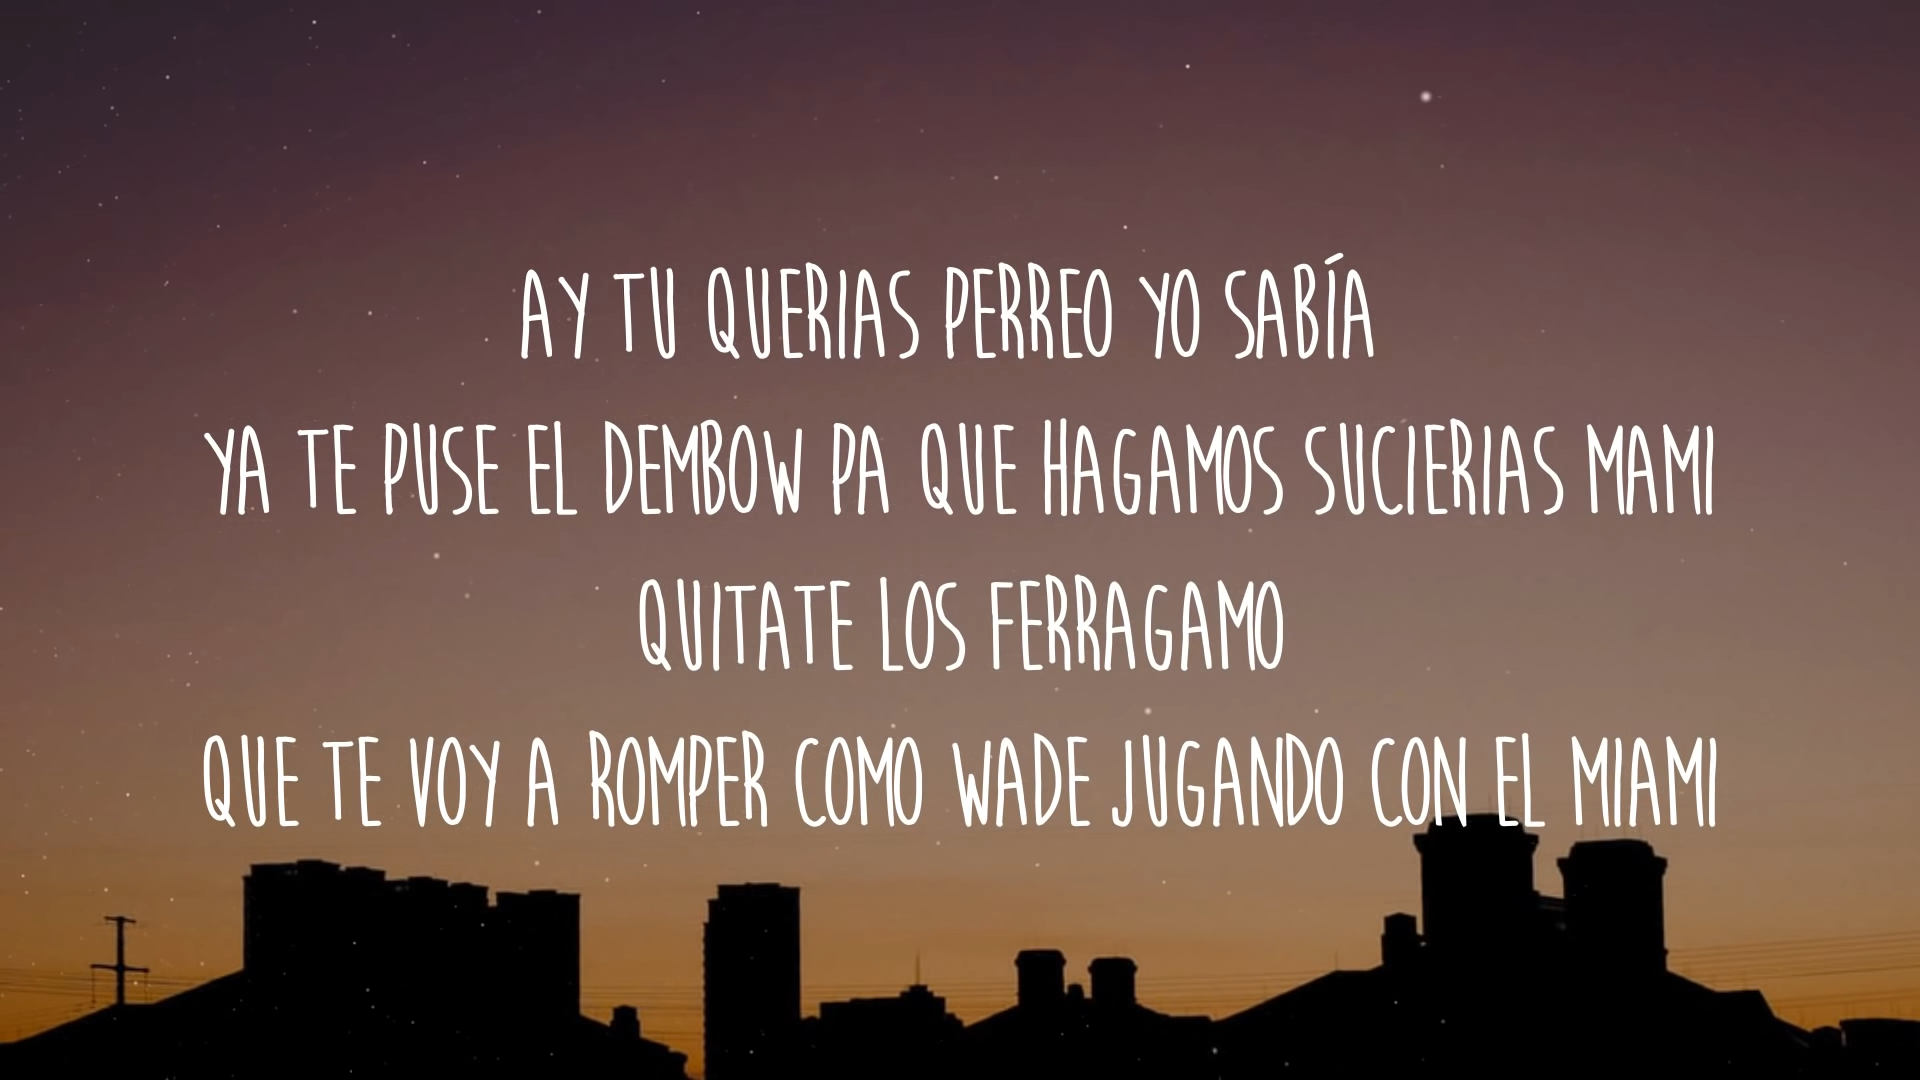 AY TU QUERIAS PERREO YO SABÍA
YA TE PUSE EL DEMBOW PA QUE HAGAMOS SUCIERIAS MAMI
QUITATE LOS FERRAGAMO
QUE TE VOY A ROMPER COMO WADE JUGANDO CON EL MIAMI